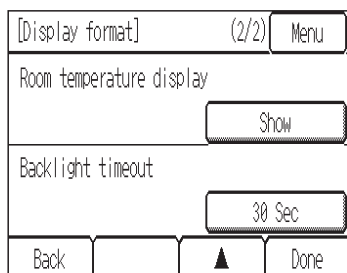 [Display format] (2/2) Menu
Room temperature display
Show
Backlight timeout
30 Sec
Back ▲ Done